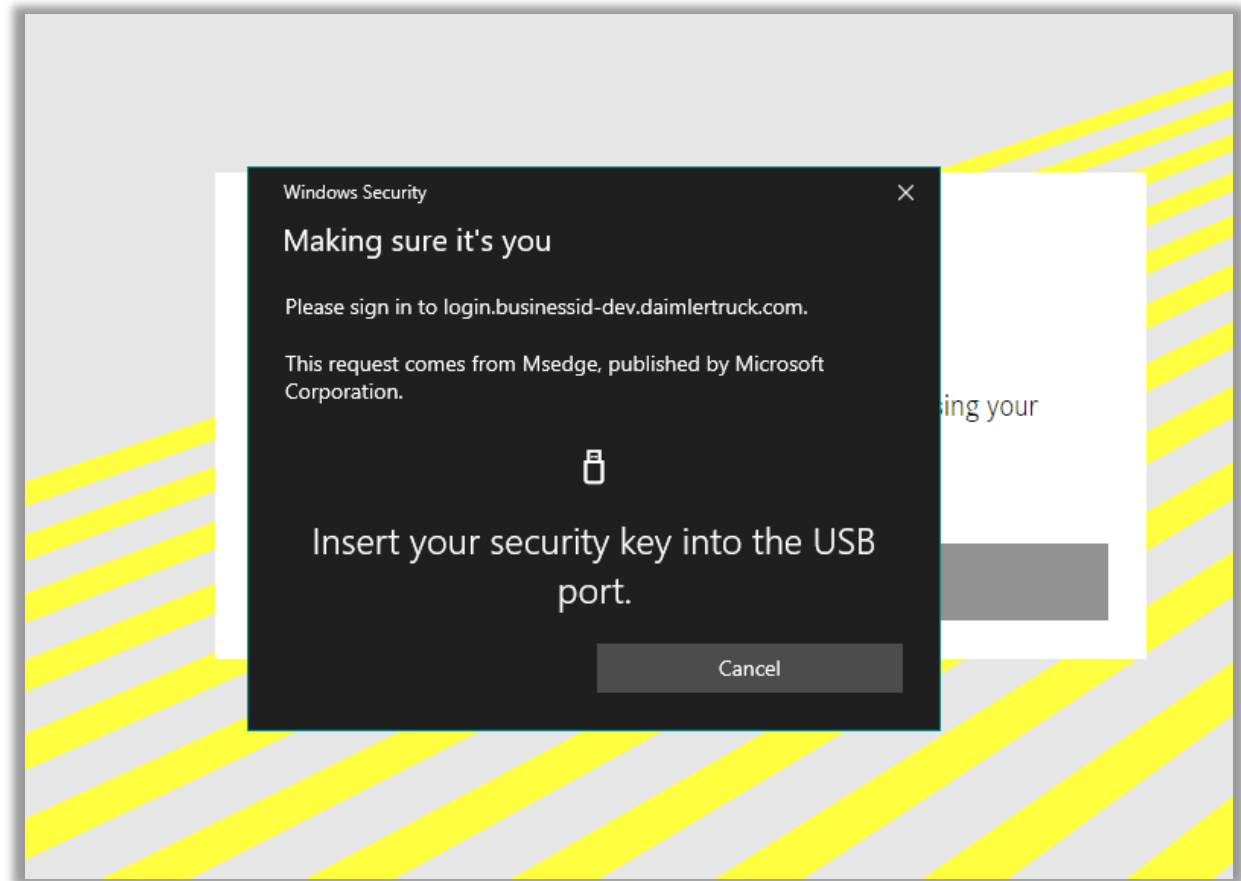 Windows Security
Making sure it's you
Please sign in to login.businessid-dev.daimlertruck.com.
This request comes from Msedge, published by Microsoft
Corporation.
ing your
Insert your security key into the USB
port.
Cancel